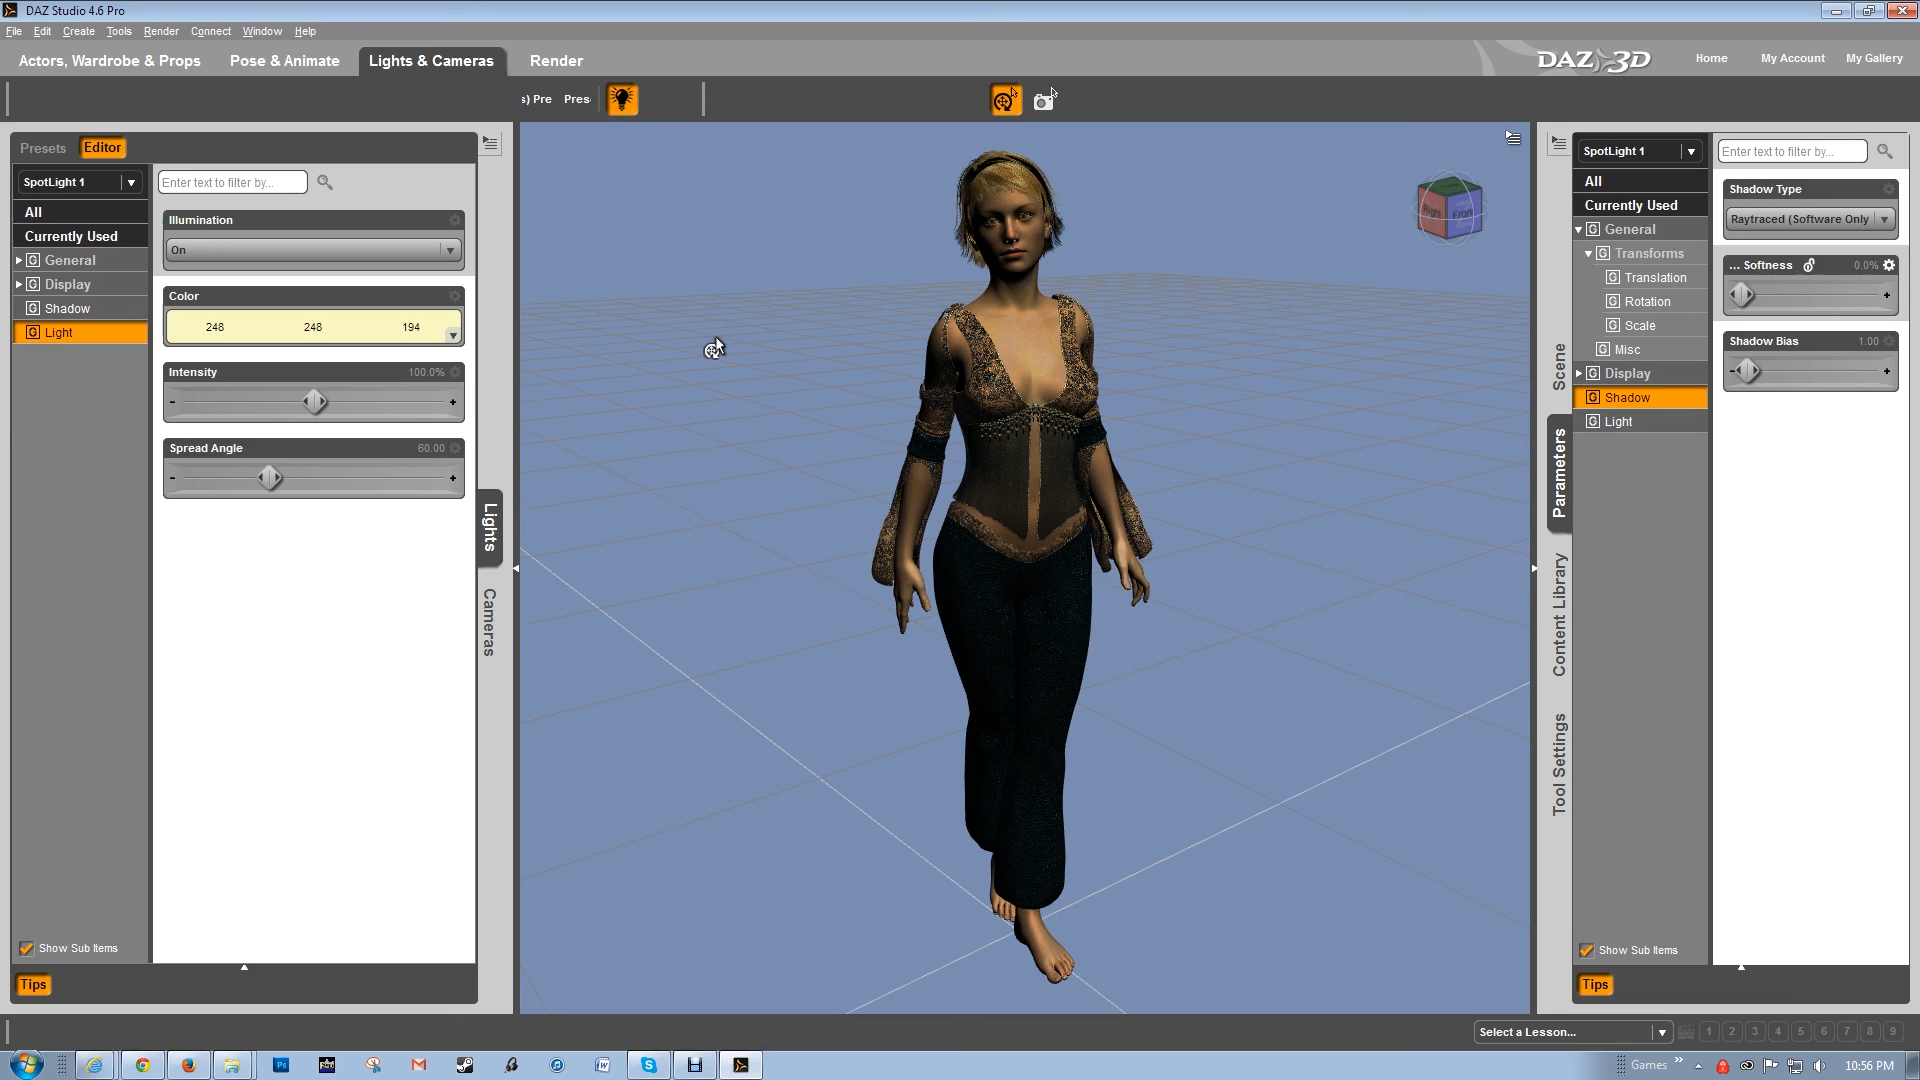 DAZ Studio 4.6 Pro
File Edit Create Tools Render Connect Window Help
Actors, Wardrobe & Props Pose & Animate Lights & Cameras Render
DAZ 3D
Home My Account My Gallery
s) Pre Pres
Presets Editor
SpotLight 1
All
Currently Used
General
Display
Shadow
Light
Show Sub Items
Tips
Enter text to filter by...
Illumination
On
Color
248 248 194
Intensity 100.0%
- +
Spread Angle 60.00
- +
Lights
Cameras
Right Front
Scene
Parameters
Content Library
Tool Settings
SpotLight 1
All
Currently Used
General
Transforms
Translation
Rotation
Scale
Misc
Display
Shadow
Light
Show Sub Items
Tips
Enter text to filter by...
Shadow Type
Raytraced (Software Only
... Softness 0.0%
+
Shadow Bias 1.00
- +
Select a Lesson... 1 2 3 4 5 6 7 8 9
Games 10:56 PM